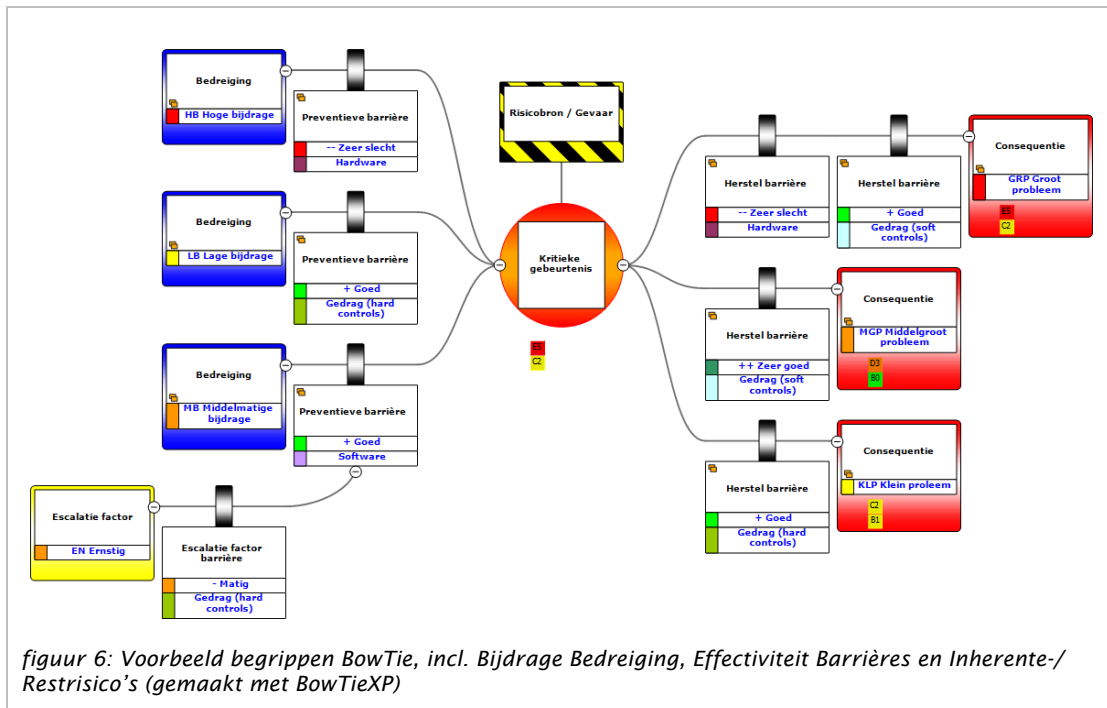 Bedreiging
HB Hoge bijdrage
Preventieve barrière
-- Zeer slecht
Hardware
Bedreiging
LB Lage bijdrage
Preventieve barrière
+ Goed
Gedrag (hard
controls)
Bedreiging
MB Middelmatige
bijdrage
Preventieve barrière
+ Goed
Software
Escalatie factor
EN Ernstig
Escalatie factor
barrière
- Matig
Gedrag (hard
controls)
Risicobron / Gevaar
Kritieke
gebeurtenis
E5
C2
Herstel barrière
-- Zeer slecht
Hardware
Herstel barrière
+ Goed
Gedrag (soft
controls)
Consequentie
GRP Groot
probleem
E5
C2
Herstel barrière
++ Zeer goed
Gedrag (soft
controls)
Consequentie
MGP Middelgroot
probleem
D3
B0
Herstel barrière
+ Goed
Gedrag (hard
controls)
Consequentie
KLP Klein proleem
C2
B1
figuur 6: Voorbeeld begrippen BowTie, incl. Bijdrage Bedreiging, Effectiviteit Barrières en Inherente-/
Restrisico's (gemaakt met BowTieXP)